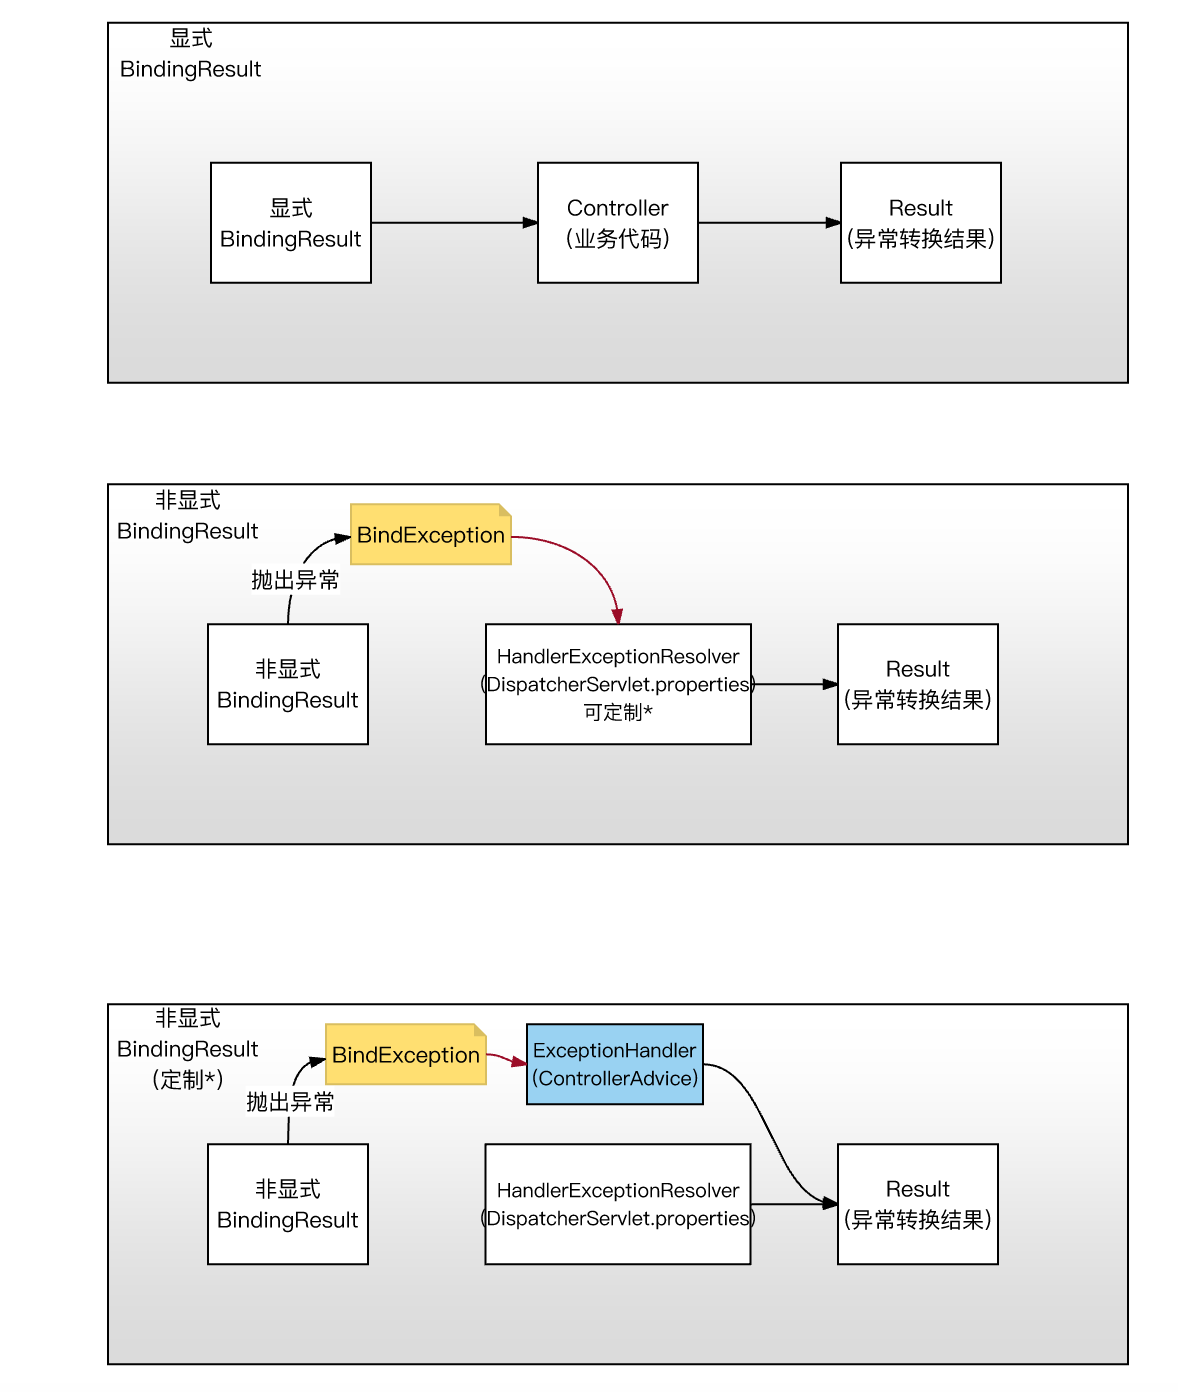 显式
BindingResult
显式
BindingResult
Controller
(业务代码)
Result
(异常转换结果)
非显式
BindingResult
BindException
抛出异常
非显式
BindingResult
HandlerExceptionResolver
(DispatcherServlet.properties)
可定制*
Result
(异常转换结果)
非显式
BindingResult
(定制*)
BindException
ExceptionHandler
(ControllerAdvice)
抛出异常
非显式
BindingResult
HandlerExceptionResolver
(DispatcherServlet.properties)
Result
(异常转换结果)